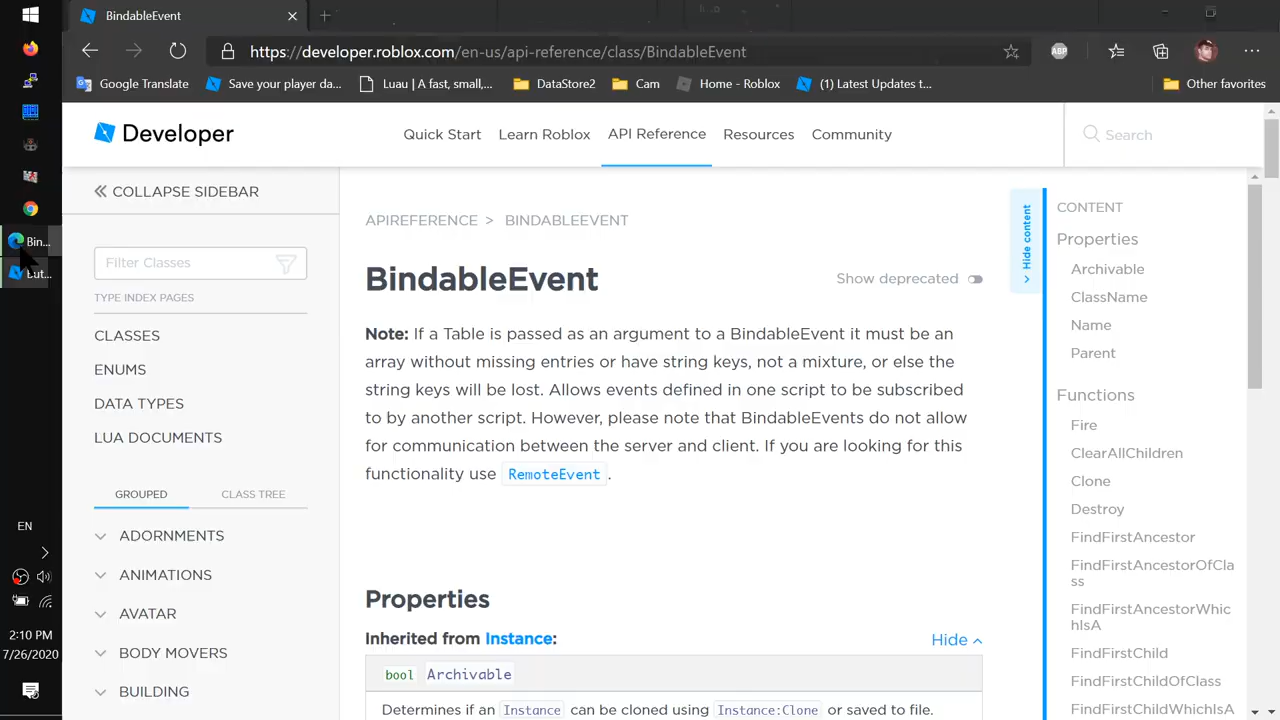 BindableEvent
https://developer.roblox.com/en-us/api-reference/class/BindableEvent
ABP
Google Translate
Save your player da...
Luau | A fast, small,...
DataStore2
Cam
Home - Roblox
(1) Latest Updates t...
Other favorites
Developer
Quick Start
Learn Roblox
API Reference
Resources
Community
Search
COLLAPSE SIDEBAR
Filter Classes
TYPE INDEX PAGES
CLASSES
ENUMS
DATA TYPES
LUA DOCUMENTS
GROUPED
CLASS TREE
ADORNMENTS
ANIMATIONS
AVATAR
BODY MOVERS
BUILDING
APIREFERENCE > BINDABLEEVENT
BindableEvent
Show deprecated
Note: If a Table is passed as an argument to a BindableEvent it must be an
array without missing entries or have string keys, not a mixture, or else the
string keys will be lost. Allows events defined in one script to be subscribed
to by another script. However, please note that BindableEvents do not allow
for communication between the server and client. If you are looking for this
functionality use RemoteEvent.
Properties
Inherited from Instance:
Hide
bool Archivable
Determines if an Instance can be cloned using Instance:Clone or saved to file.
Hide content
CONTENT
Properties
Archivable
ClassName
Name
Parent
Functions
Fire
ClearAllChildren
Clone
Destroy
FindFirstAncestor
FindFirstAncestorOfCla
ss
FindFirstAncestorWhic
hIsA
FindFirstChild
FindFirstChildOfClass
FindFirstChildWhichIsA
Bin...
EN
2:10 PM
7/26/2020